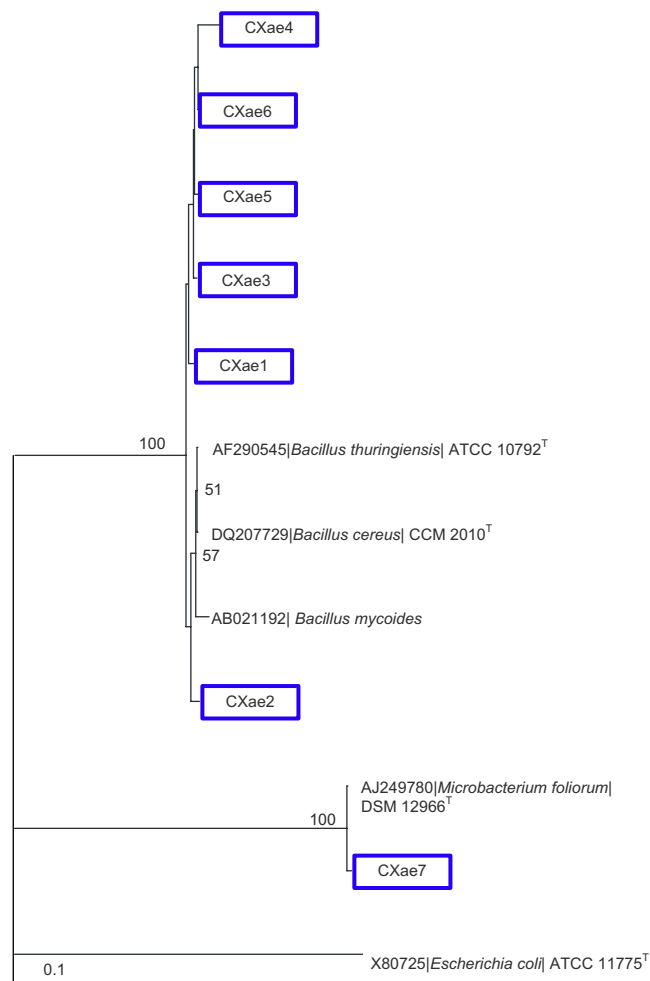 CXae4
CXae6
CXae5
CXae3
CXae1
100
AF290545|Bacillus thuringiensis| ATCC 10792ᵀ
51
DQ207729|Bacillus cereus| CCM 2010ᵀ
57
AB021192| Bacillus mycoides
CXae2
AJ249780|Microbacterium foliorum|
DSM 12966ᵀ
100
CXae7
X80725|Escherichia coli| ATCC 11775ᵀ
0.1